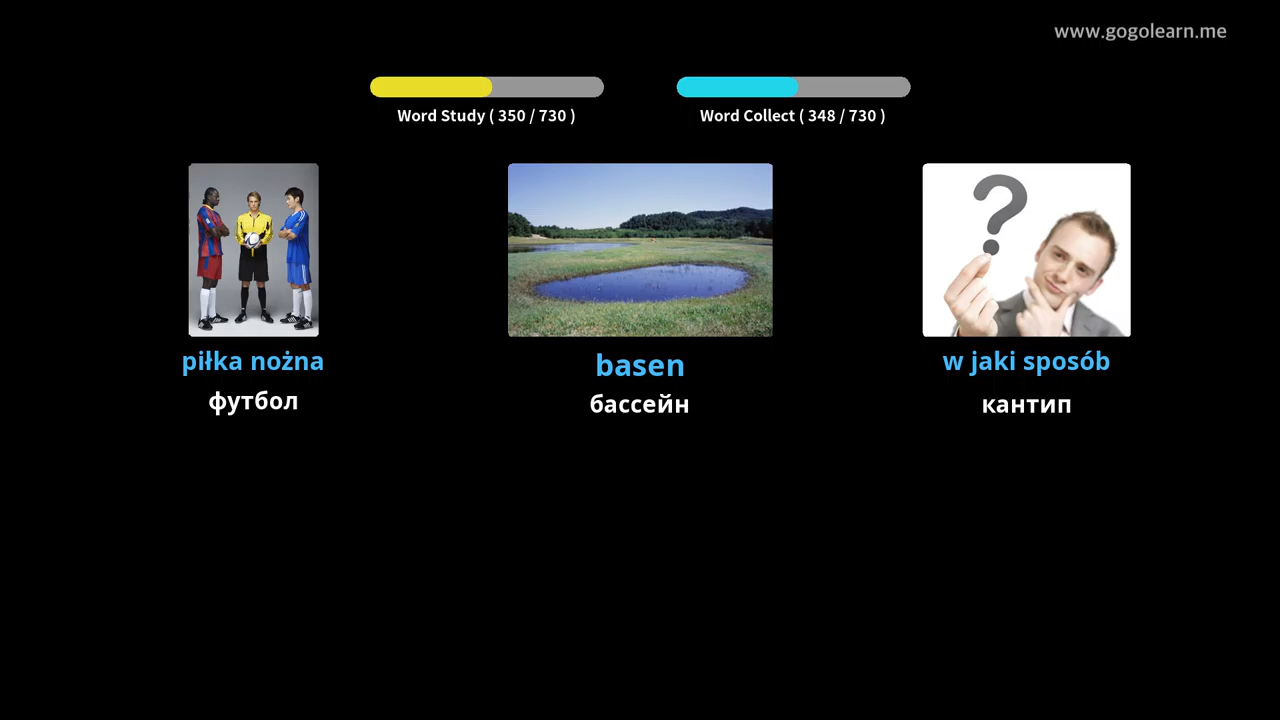 www.gogolearn.me
Word Study ( 350 / 730 )
Word Collect ( 348 / 730 )
piłka nożna
basen
w jaki sposób
футбол
бассейн
кантип